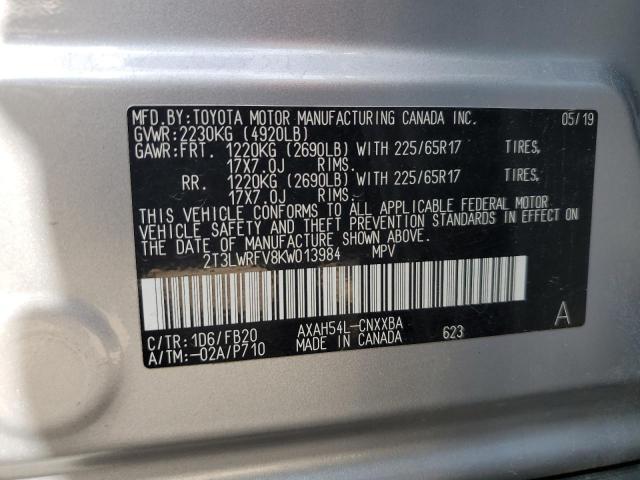 MFD.BY:TOYOTA MOTOR MANUFACTURING CANADA INC. 05/19
GVWR:2230KG (4920LB)
GAWR:FRT. 1220KG (2690LB) WITH 225/65R17 TIRES,
17X7.0J RIMS.
RR. 1220KG (2690LB) WITH 225/65R17 TIRES,
17X7.0J RIMS.
THIS VEHICLE CONFORMS TO ALL APPLICABLE FEDERAL MOTOR
VEHICLE SAFETY AND THEFT PREVENTION STANDARDS IN EFFECT ON
THE DATE OF MANUFACTURE SHOWN ABOVE.
2T3LWRFV8KW013984 MPV
A
C/TR:1D6/FB20 AXAH54L-CNXXBA 623
A/TM:-02A/P710 MADE IN CANADA